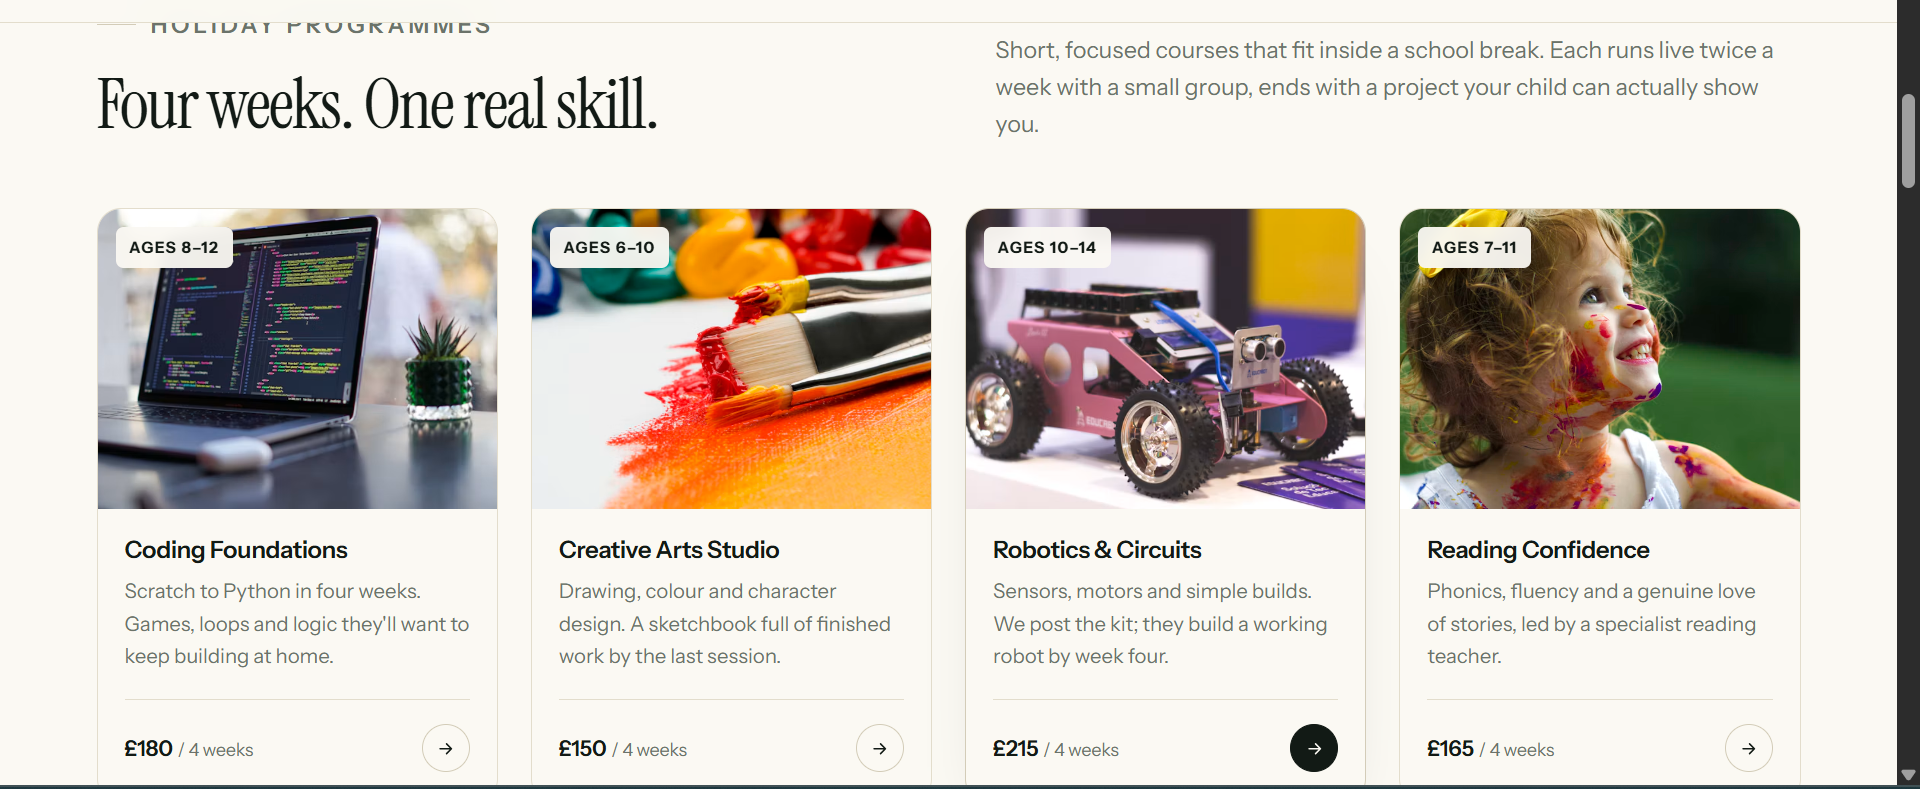 HOLIDAY PROGRAMMES
Four weeks. One real skill.
Short, focused courses that fit inside a school break. Each runs live twice a
week with a small group, ends with a project your child can actually show
you.
AGES 8–12
Coding Foundations
Scratch to Python in four weeks.
Games, loops and logic they'll want to
keep building at home.
£180 / 4 weeks
AGES 6–10
Creative Arts Studio
Drawing, colour and character
design. A sketchbook full of finished
work by the last session.
£150 / 4 weeks
AGES 10–14
Robotics & Circuits
Sensors, motors and simple builds.
We post the kit; they build a working
robot by week four.
£215 / 4 weeks
AGES 7–11
Reading Confidence
Phonics, fluency and a genuine love
of stories, led by a specialist reading
teacher.
£165 / 4 weeks